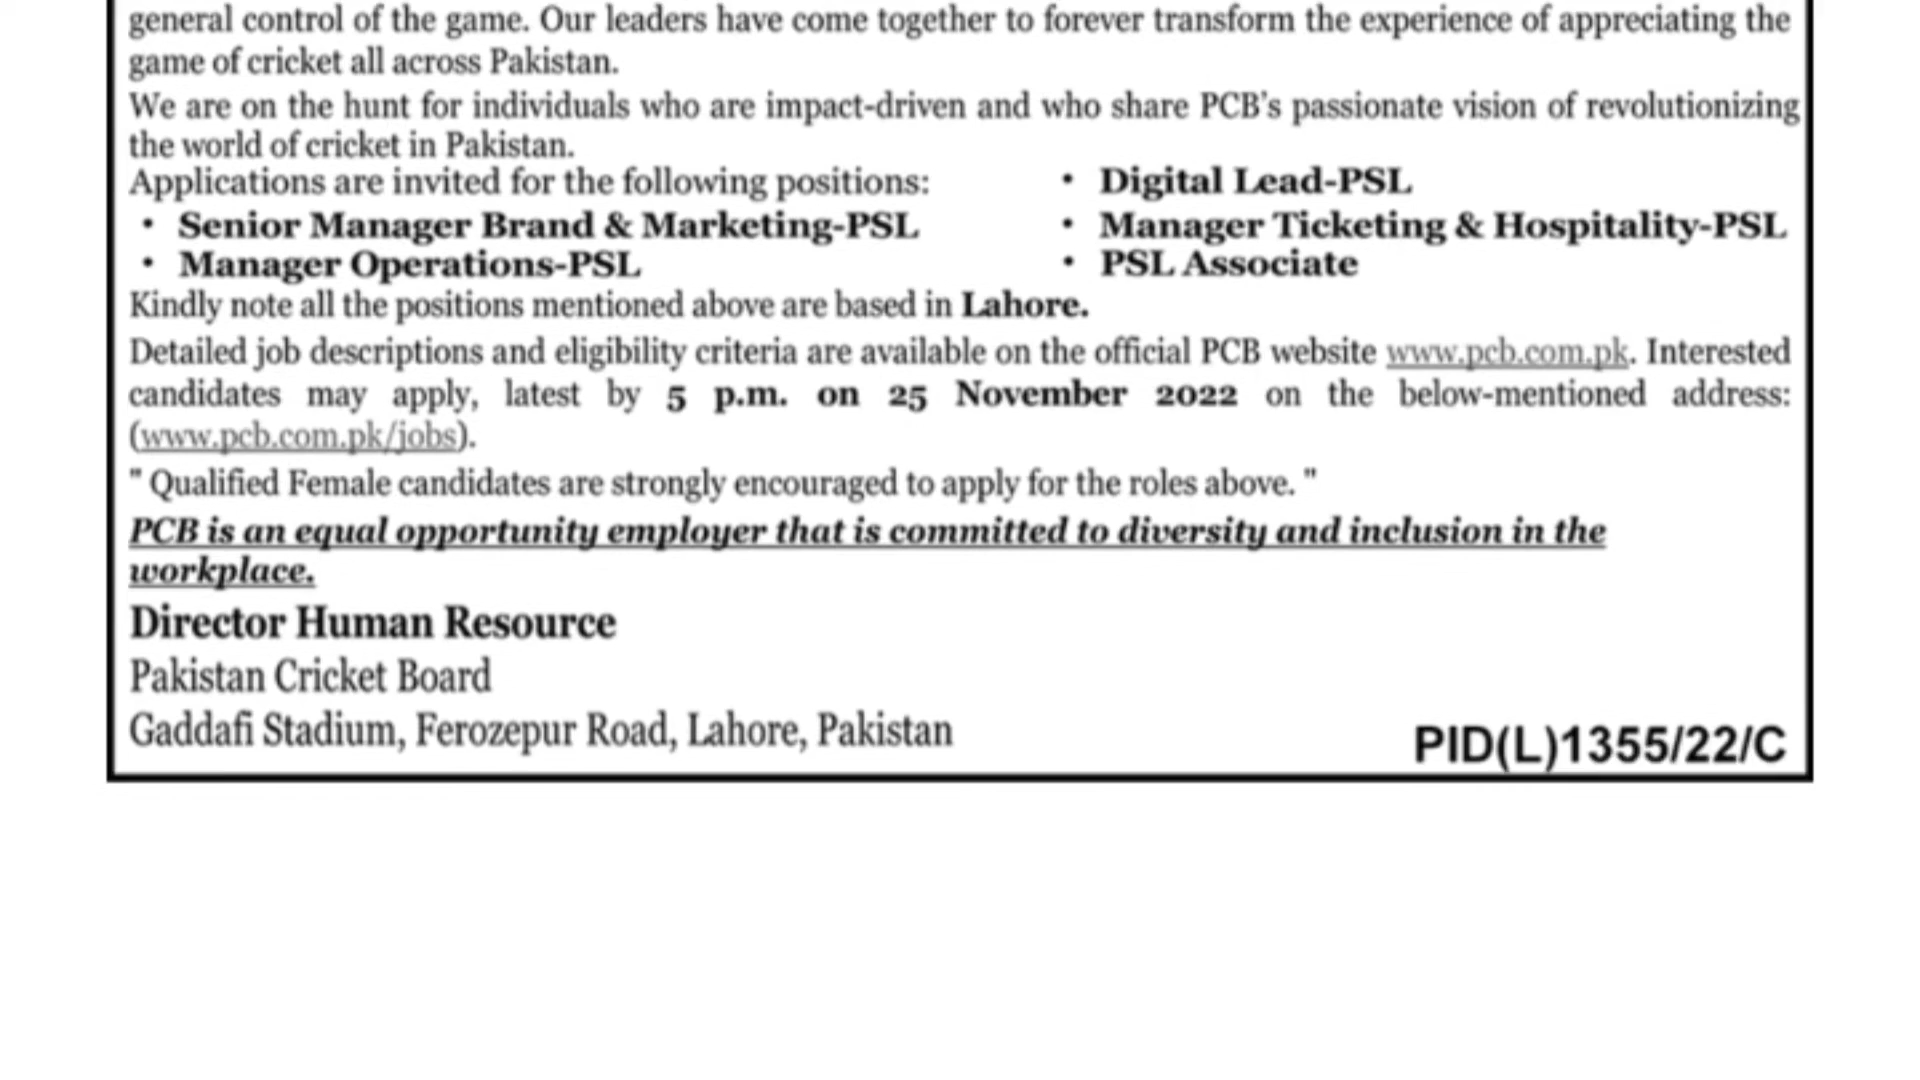 general control of the game. Our leaders have come together to forever transform the experience of appreciating the
game of cricket all across Pakistan.
We are on the hunt for individuals who are impact-driven and who share PCB's passionate vision of revolutionizing
the world of cricket in Pakistan.
Applications are invited for the following positions:
• Senior Manager Brand & Marketing-PSL
• Manager Operations-PSL
• Digital Lead-PSL
• Manager Ticketing & Hospitality-PSL
• PSL Associate
Kindly note all the positions mentioned above are based in Lahore.
Detailed job descriptions and eligibility criteria are available on the official PCB website www.pcb.com.pk. Interested
candidates may apply, latest by 5 p.m. on 25 November 2022 on the below-mentioned address:
(www.pcb.com.pk/jobs).
" Qualified Female candidates are strongly encouraged to apply for the roles above. "
PCB is an equal opportunity employer that is committed to diversity and inclusion in the
workplace.
Director Human Resource
Pakistan Cricket Board
Gaddafi Stadium, Ferozepur Road, Lahore, Pakistan
PID(L)1355/22/C